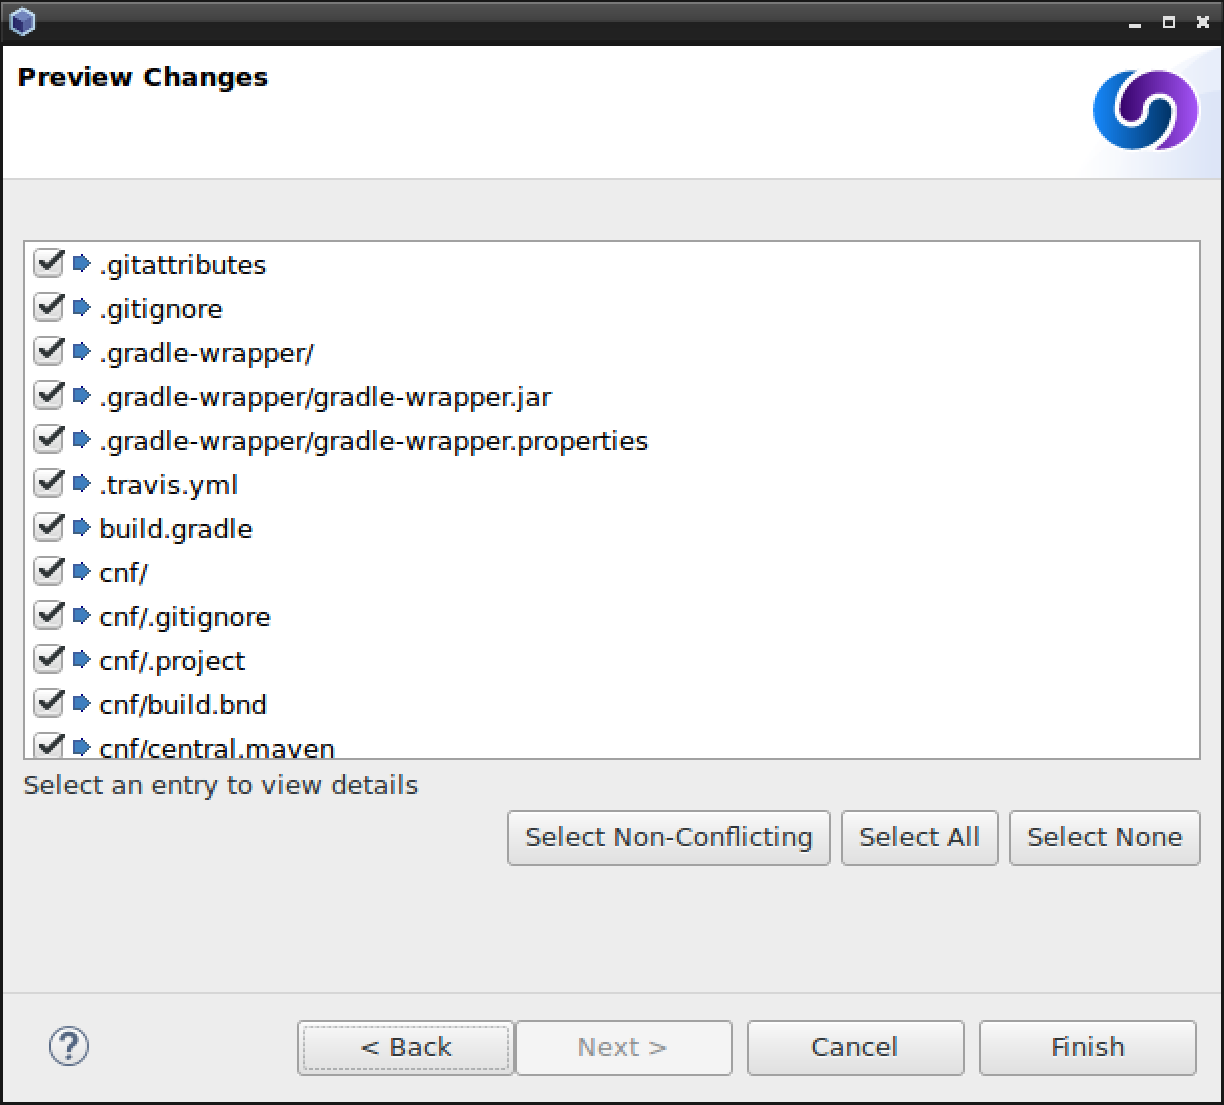 Preview Changes
.gitattributes
.gitignore
.gradle-wrapper/
.gradle-wrapper/gradle-wrapper.jar
.gradle-wrapper/gradle-wrapper.properties
.travis.yml
build.gradle
cnf/
cnf/.gitignore
cnf/.project
cnf/build.bnd
cnf/central.maven
Select an entry to view details
Select Non-Conflicting Select All Select None
? < Back Next > Cancel Finish